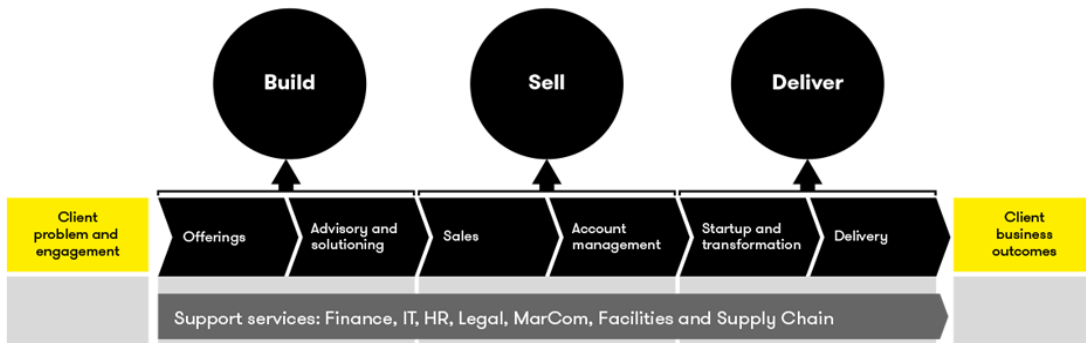 Build
Sell
Deliver
Client
problem and
engagement
Offerings
Advisory and
solutioning
Sales
Account
management
Startup and
transformation
Delivery
Client
business
outcomes
Support services: Finance, IT, HR, Legal, MarCom, Facilities and Supply Chain